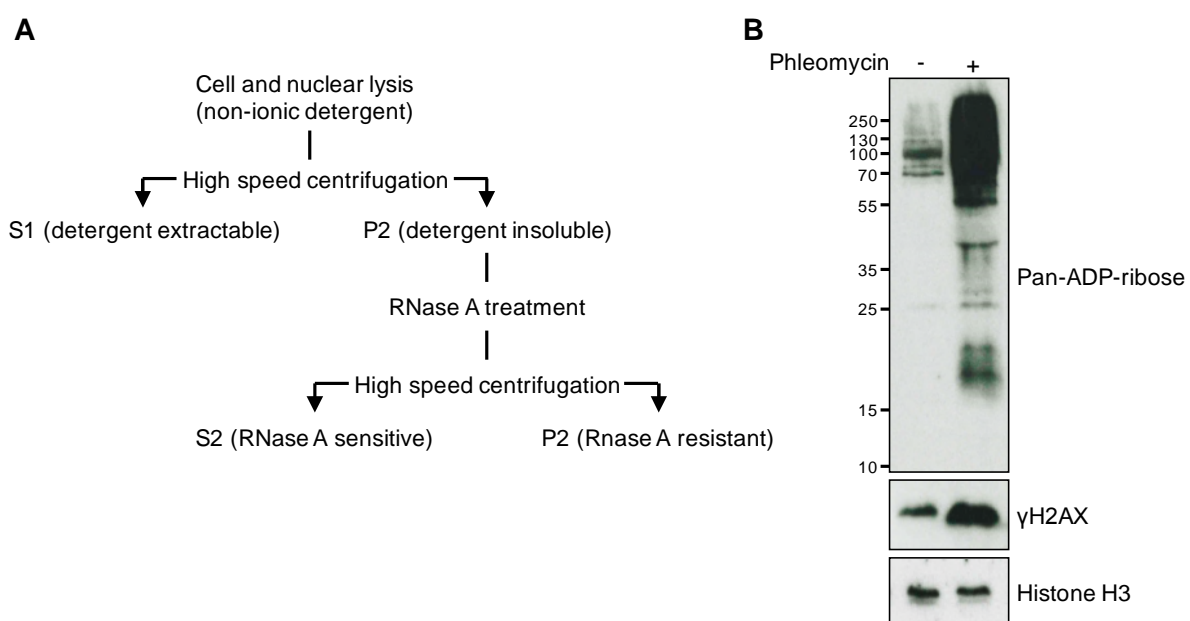 A
Cell and nuclear lysis
(non-ionic detergent)
High speed centrifugation
S1 (detergent extractable)
P2 (detergent insoluble)
RNase A treatment
High speed centrifugation
S2 (RNase A sensitive)
P2 (Rnase A resistant)
B
Phleomycin - +
250
130
100
70
55
35
25
15
10
Pan-ADP-ribose
γH2AX
Histone H3